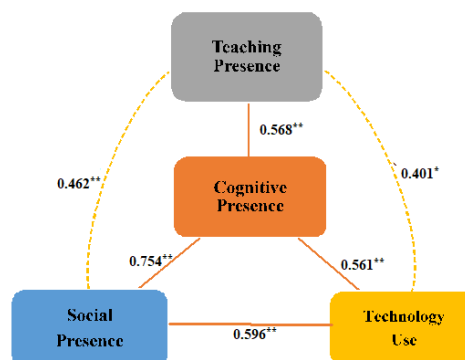 Teaching
Presence
0.568**
0.462**
0.401*
Cognitive
Presence
0.754**
0.561**
Social
Presence
0.596**
Technology
Use